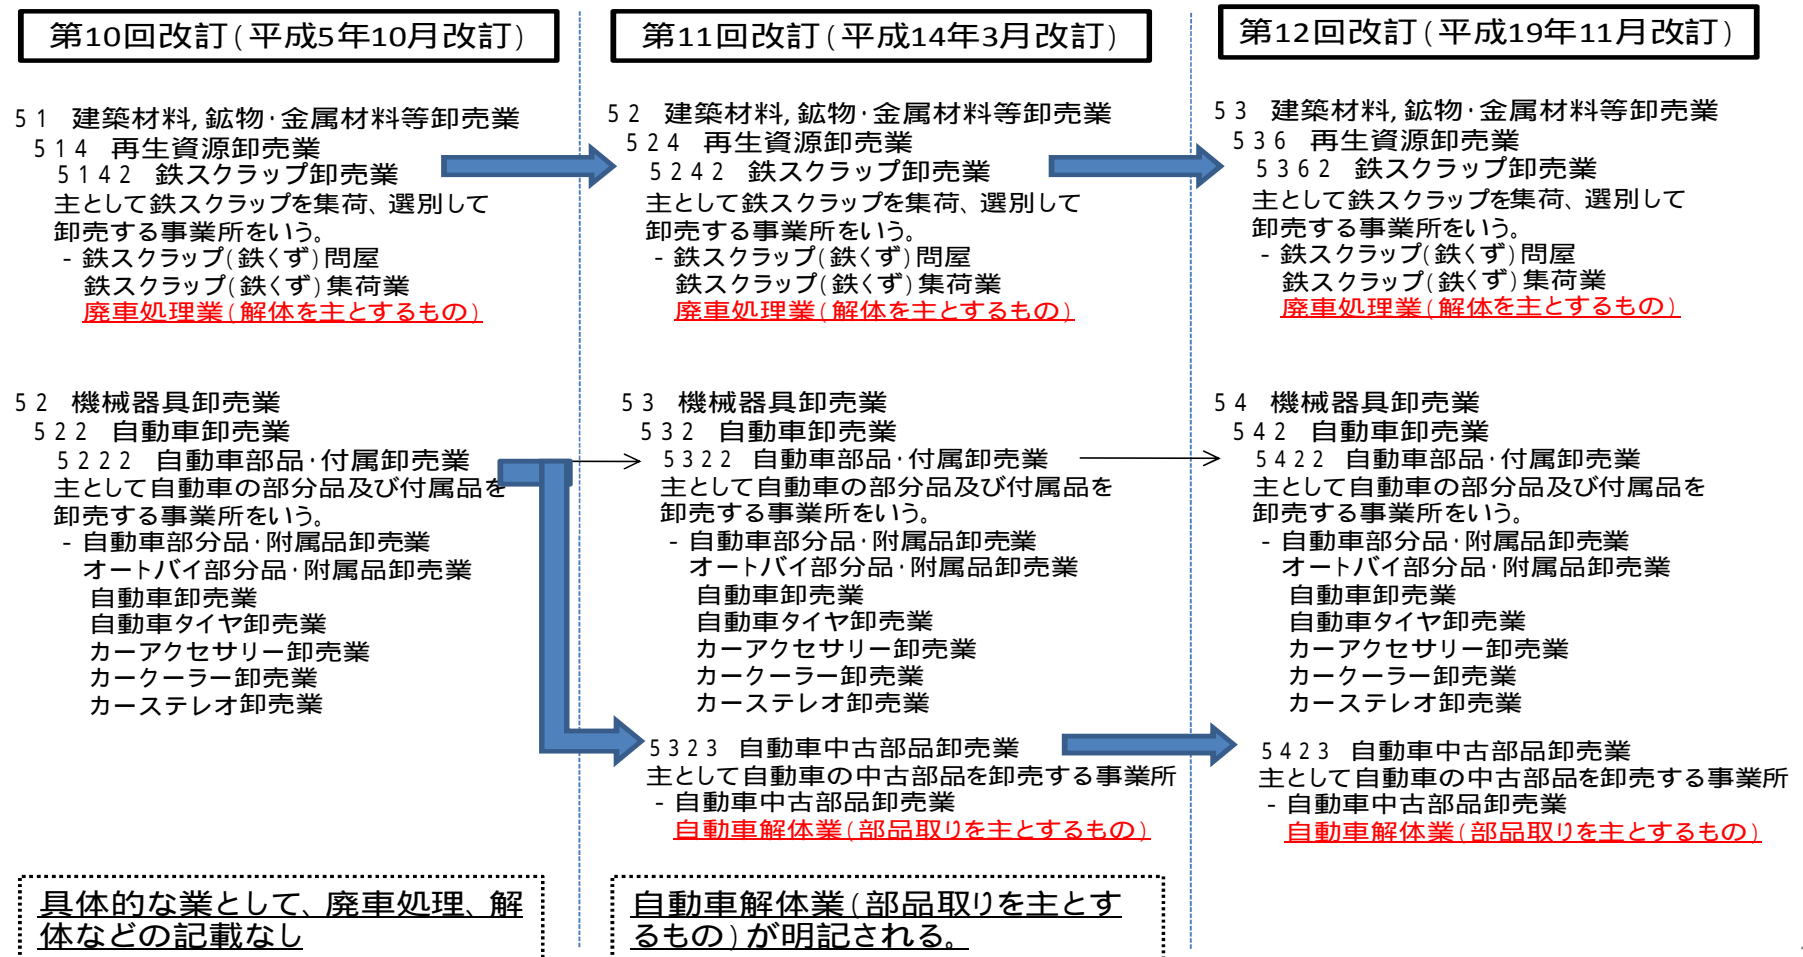 第10回改訂(平成5年10月改訂)
51 建築材料,鉱物･金属材料等卸売業
514 再生資源卸売業
5142 鉄スクラップ卸売業
主として鉄スクラップを集荷、選別して
卸売する事業所をいう。
- 鉄スクラップ(鉄くず)問屋
鉄スクラップ(鉄くず)集荷業
廃車処理業(解体を主とするもの)
52 機械器具卸売業
522 自動車卸売業
5222 自動車部品･付属卸売業
主として自動車の部分品及び付属品を
卸売する事業所をいう。
- 自動車部分品･附属品卸売業
オートバイ部分品･附属品卸売業
自動車卸売業
自動車タイヤ卸売業
カーアクセサリー卸売業
カークーラー卸売業
カーステレオ卸売業
具体的な業として、廃車処理、解
体などの記載なし
第11回改訂(平成14年3月改訂)
52 建築材料,鉱物･金属材料等卸売業
524 再生資源卸売業
5242 鉄スクラップ卸売業
主として鉄スクラップを集荷、選別して
卸売する事業所をいう。
- 鉄スクラップ(鉄くず)問屋
鉄スクラップ(鉄くず)集荷業
廃車処理業(解体を主とするもの)
53 機械器具卸売業
532 自動車卸売業
5322 自動車部品･付属卸売業
主として自動車の部分品及び付属品を
卸売する事業所をいう。
- 自動車部分品･附属品卸売業
オートバイ部分品･附属品卸売業
自動車卸売業
自動車タイヤ卸売業
カーアクセサリー卸売業
カークーラー卸売業
カーステレオ卸売業
5323 自動車中古部品卸売業
主として自動車の中古部品を卸売する事業所
- 自動車中古部品卸売業
自動車解体業(部品取りを主とするもの)
自動車解体業(部品取りを主とす
るもの)が明記される。
第12回改訂(平成19年11月改訂)
53 建築材料,鉱物･金属材料等卸売業
536 再生資源卸売業
5362 鉄スクラップ卸売業
主として鉄スクラップを集荷、選別して
卸売する事業所をいう。
- 鉄スクラップ(鉄くず)問屋
鉄スクラップ(鉄くず)集荷業
廃車処理業(解体を主とするもの)
54 機械器具卸売業
542 自動車卸売業
5422 自動車部品･付属卸売業
主として自動車の部分品及び付属品を
卸売する事業所をいう。
- 自動車部分品･附属品卸売業
オートバイ部分品･附属品卸売業
自動車卸売業
自動車タイヤ卸売業
カーアクセサリー卸売業
カークーラー卸売業
カーステレオ卸売業
5423 自動車中古部品卸売業
主として自動車の中古部品を卸売する事業所
- 自動車中古部品卸売業
自動車解体業(部品取りを主とするもの)